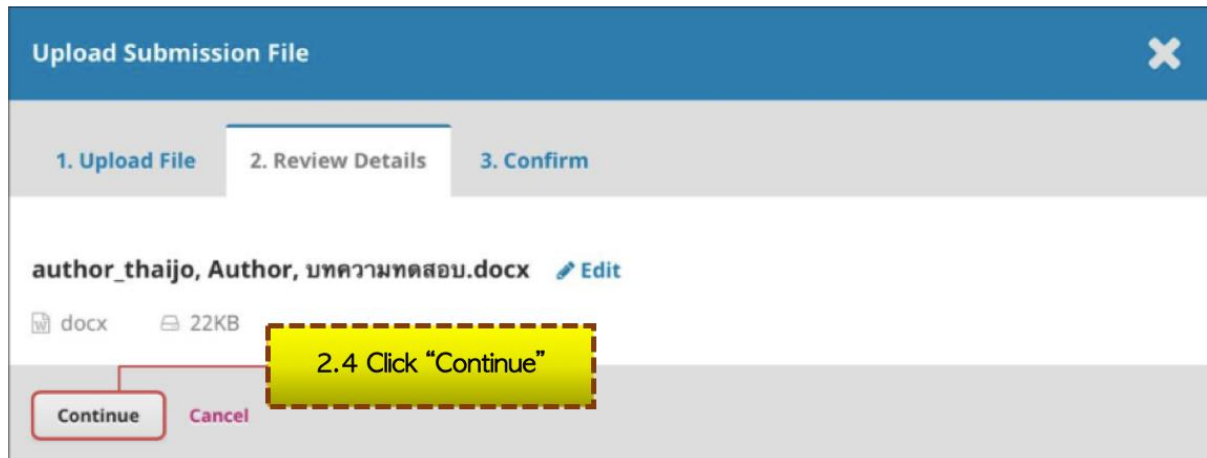 Upload Submission File
1. Upload File 2. Review Details 3. Confirm
author_thaijo, Author, บทความทดสอบ.docx Edit
docx 22KB
2.4 Click “Continue”
Continue Cancel